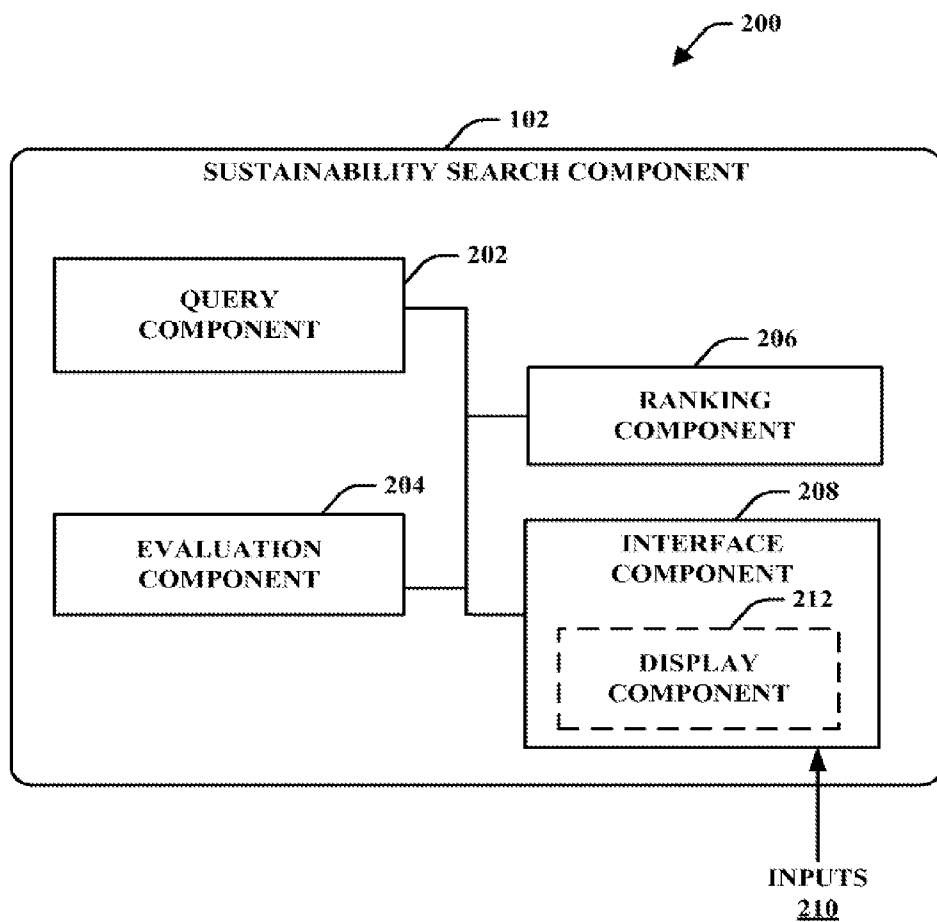 200
102
SUSTAINABILITY SEARCH COMPONENT
202
QUERY
COMPONENT
206
RANKING
COMPONENT
204
EVALUATION
COMPONENT
208
INTERFACE
COMPONENT
212
DISPLAY
COMPONENT
INPUTS
210